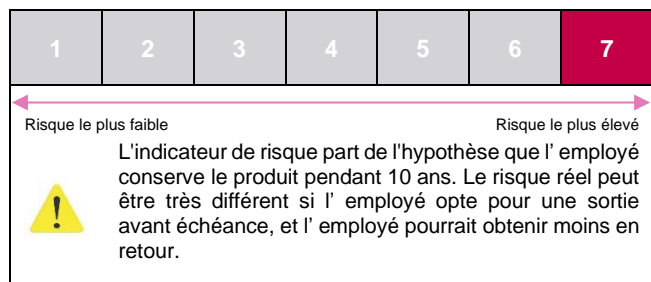 1 2 3 4 5 6 7
Risque le plus faible Risque le plus élevé
L'indicateur de risque part de l'hypothèse que l’ employé
conserve le produit pendant 10 ans. Le risque réel peut
être très différent si l’ employé opte pour une sortie
avant échéance, et l’ employé pourrait obtenir moins en
retour.